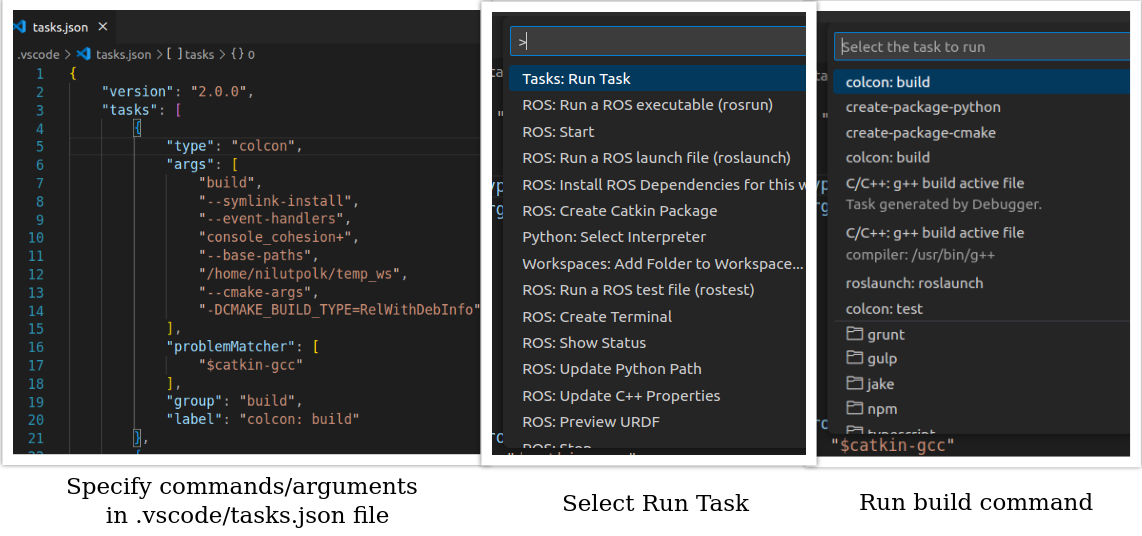 tasks.json ×
.vscode > tasks.json > [ ] tasks > {} 0
1 {
2 "version": "2.0.0",
3 "tasks": [
4 {
5 "type": "colcon",
6 "args": [
7 "build",
8 "--symlink-install",
9 "--event-handlers",
10 "console_cohesion+",
11 "--base-paths",
12 "/home/nilutpolk/temp_ws",
13 "--cmake-args",
14 "-DCMAKE_BUILD_TYPE=RelWithDebInfo"
15 ],
16 "problemMatcher": [
17 "$catkin-gcc"
18 ],
19 "group": "build",
20 "label": "colcon: build"
21 },
Specify commands/arguments
in .vscode/tasks.json file
>
Tasks: Run Task
ROS: Run a ROS executable (rosrun)
ROS: Start
ROS: Run a ROS launch file (roslaunch)
ROS: Install ROS Dependencies for this w
ROS: Create Catkin Package
Python: Select Interpreter
Workspaces: Add Folder to Workspace...
ROS: Run a ROS test file (rostest)
ROS: Create Terminal
ROS: Show Status
ROS: Update Python Path
ROS: Update C++ Properties
ROS: Preview URDF
ROS: Stop
Select Run Task
Select the task to run
colcon: build
create-package-python
create-package-cmake
colcon: build
C/C++: g++ build active file
Task generated by Debugger.
C/C++: g++ build active file
compiler: /usr/bin/g++
roslaunch: roslaunch
colcon: test
grunt
gulp
jake
npm
typescript
"$catkin-gcc"
Run build command